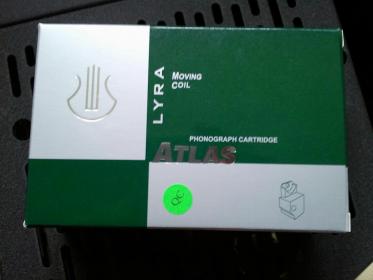 LYRA
MOVING
COIL
PHONOGRAPH CARTRIDGE
ATLAS